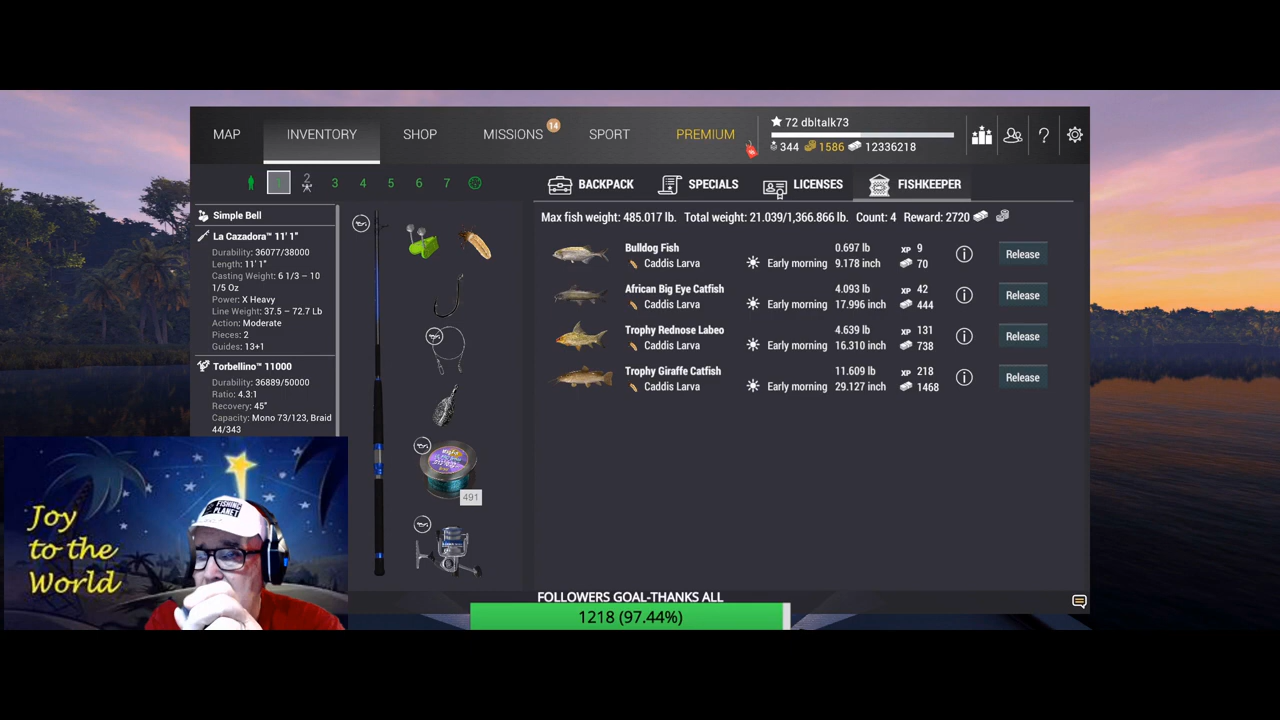 MAP INVENTORY SHOP MISSIONS 14 SPORT PREMIUM
72 dbltalk73
344 1586 12336218
?
1 2 3 4 5 6 7
BACKPACK SPECIALS LICENSES FISHKEEPER
Simple Bell
La Cazadora™ 11' 1"
Durability: 36077/38000
Length: 11' 1"
Casting Weight: 6 1/3 – 10
1/5 Oz
Power: X Heavy
Line Weight: 37.5 – 72.7 Lb
Action: Moderate
Pieces: 2
Guides: 13+1
Torbellino™ 11000
Durability: 36889/50000
Ratio: 4.3:1
Recovery: 45"
Capacity: Mono 73/123, Braid
44/343
491
Max fish weight: 485.017 lb. Total weight: 21.039/1,366.866 lb. Count: 4 Reward: 2720
Bulldog Fish 0.697 lb XP 9
Caddis Larva Early morning 9.178 inch 70
Release
African Big Eye Catfish 4.093 lb XP 42
Caddis Larva Early morning 17.996 inch 444
Release
Trophy Rednose Labeo 4.639 lb XP 131
Caddis Larva Early morning 16.310 inch 738
Release
Trophy Giraffe Catfish 11.609 lb XP 218
Caddis Larva Early morning 29.127 inch 1468
Release
Joy
to the
World
FISHING
PLANET
FOLLOWERS GOAL-THANKS ALL
1218 (97.44%)